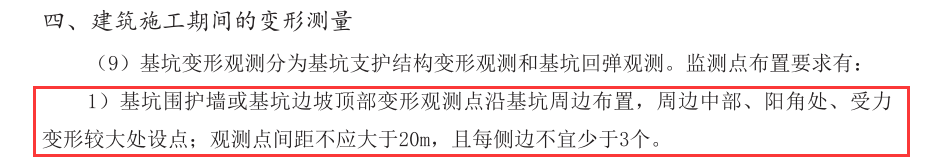 四、建筑施工期间的变形测量
（9）基坑变形观测分为基坑支护结构变形观测和基坑回弹观测。监测点布置要求有：
1）基坑围护墙或基坑边坡顶部变形观测点沿基坑周边布置，周边中部、阳角处、受力
变形较大处设点；观测点间距不应大于20m，且每侧边不宜少于3个。